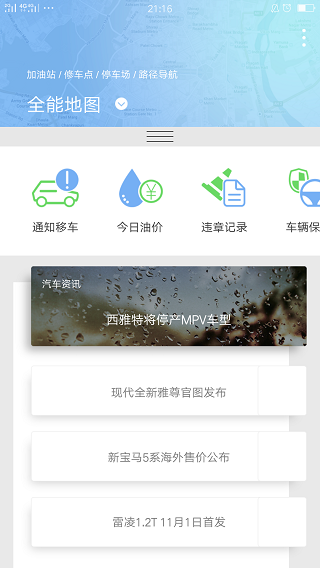 21:16
加油站 / 修车点 / 停车场 / 路径导航
全能地图
通知移车
今日油价
违章记录
车辆保
汽车资讯
西雅特将停产MPV车型
现代全新雅尊官图发布
新宝马5系海外售价公布
雷凌1.2T 11月1日首发